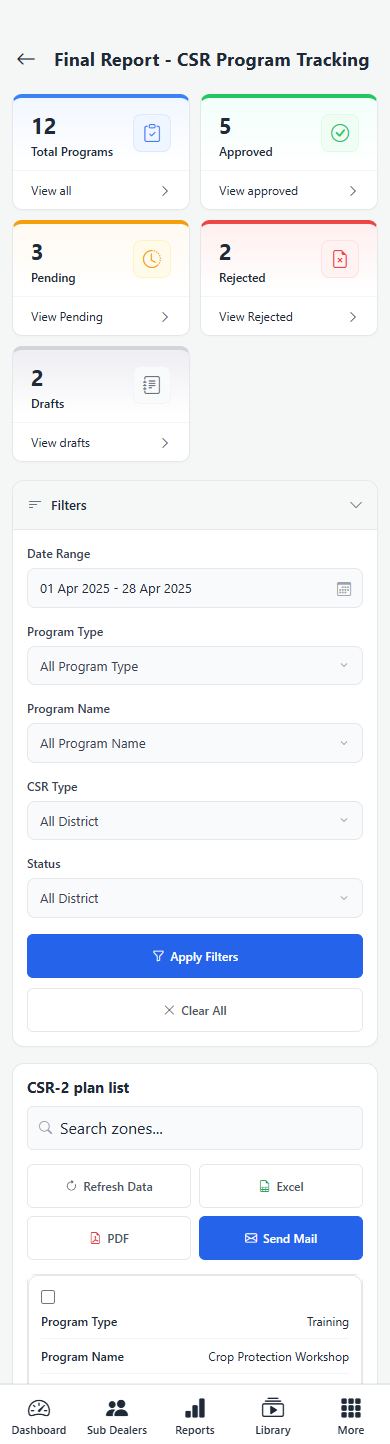 Final Report - CSR Program Tracking
12
Total Programs
View all
5
Approved
View approved
3
Pending
View Pending
2
Rejected
View Rejected
2
Drafts
View drafts
Filters
Date Range
01 Apr 2025 - 28 Apr 2025
Program Type
All Program Type
Program Name
All Program Name
CSR Type
All District
Status
All District
Apply Filters
Clear All
CSR-2 plan list
Search zones...
Refresh Data
Excel
PDF
Send Mail
Program Type Training
Program Name Crop Protection Workshop
Dashboard Sub Dealers Reports Library More